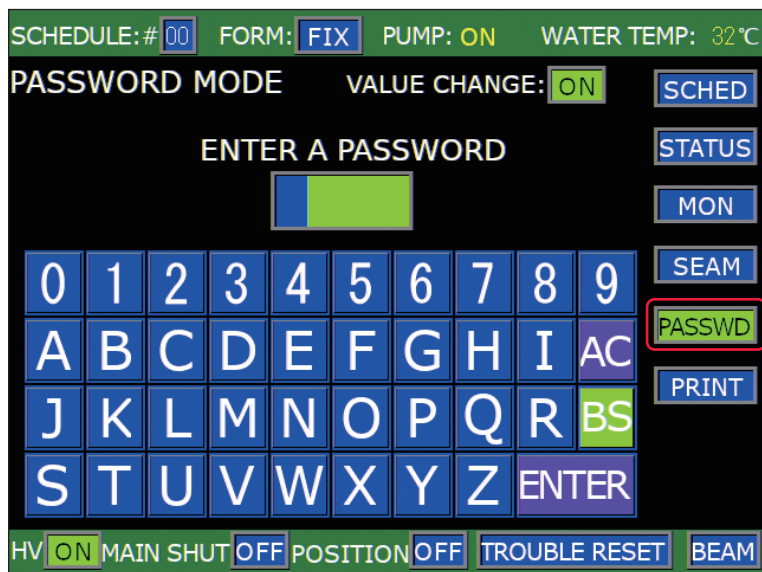 SCHEDULE:# 00 FORM: FIX PUMP: ON WATER TEMP: 32℃
PASSWORD MODE VALUE CHANGE: ON
SCHED
ENTER A PASSWORD
STATUS
MON
SEAM
0 1 2 3 4 5 6 7 8 9
PASSWD
A B C D E F G H I AC
PRINT
J K L M N O P Q R BS
S T U V W X Y Z ENTER
HV ON MAIN SHUT OFF POSITION OFF TROUBLE RESET BEAM